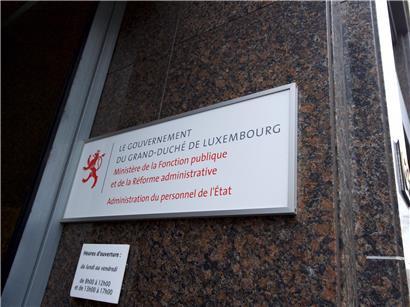 LE GOUVERNEMENT
DU GRAND-DUCHÉ DE LUXEMBOURG
Ministère de la Fonction publique
et de la Réforme administrative
Administration du personnel de l'État
Heures d'ouverture :
du lundi au vendredi
de 8h00 à 12h00
et de 13h00 à 17h00